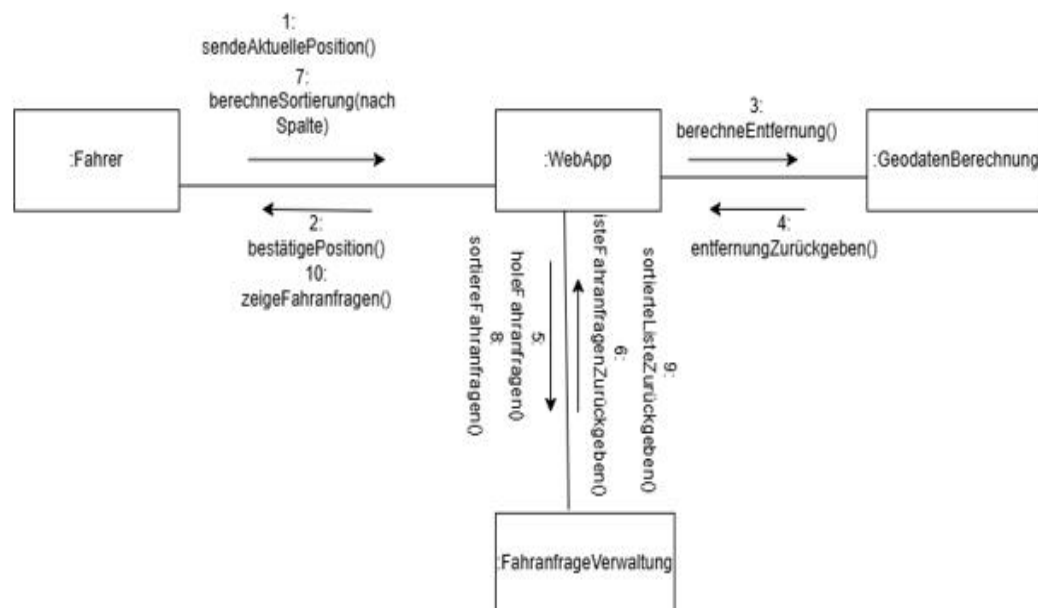 1:
sendeAktuellePosition()
7:
berechneSortierung(nach
Spalte)
:Fahrer
2:
bestätigePosition()
10:
zeigeFahranfragen()
:WebApp
3:
berechneEntfernung()
:GeodatenBerechnung
4:
entfernungZurückgeben()
5:
holeFahranfragen()
8:
sortiereFahranfragen()
9:
sortierteListeZurückgeben()
6:
isteFahranfragenZurückgeben()
:FahranfrageVerwaltung